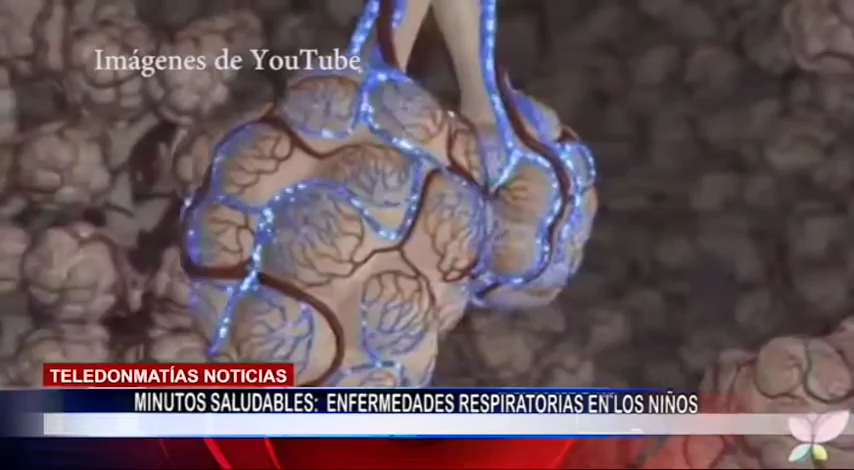 Imágenes de YouTube
TELEDONMATÍAS NOTICIAS
MINUTOS SALUDABLES: ENFERMEDADES RESPIRATORIAS EN LOS NIÑOS